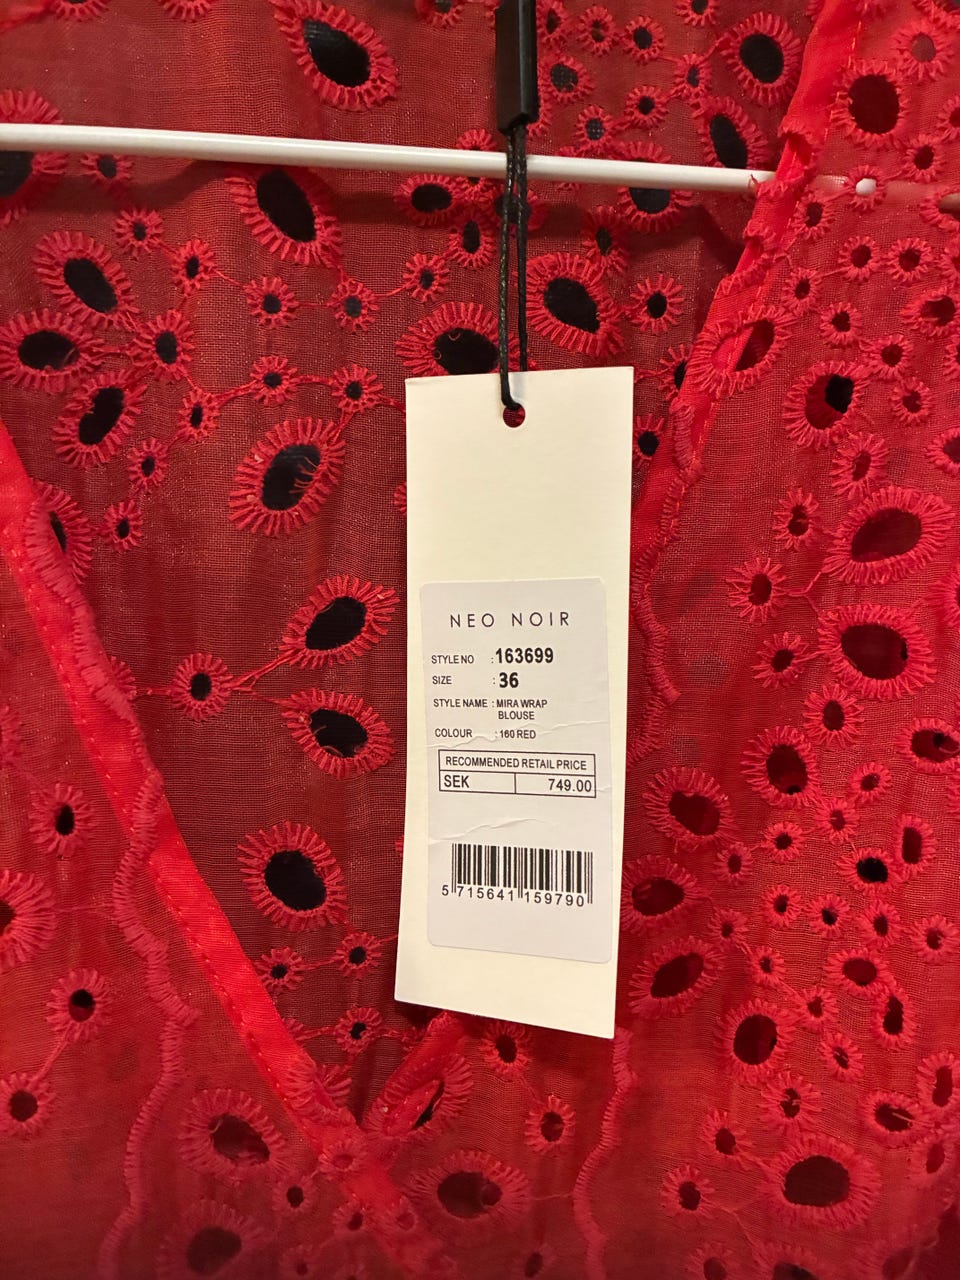 NEO NOIR
STYLE NO : 163699
SIZE : 36
STYLE NAME : MIRA WRAP
BLOUSE
COLOUR : 160 RED
RECOMMENDED RETAIL PRICE
SEK 749.00
5 715641 159790